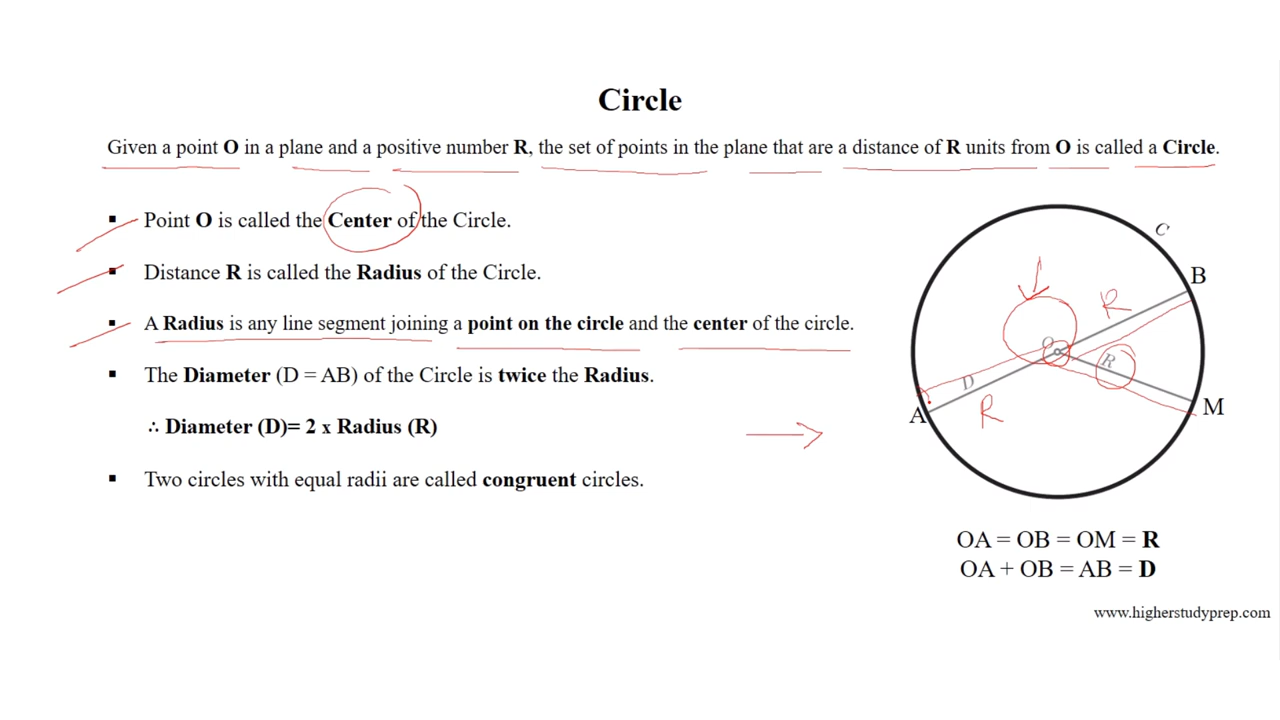 Circle
Given a point O in a plane and a positive number R, the set of points in the plane that are a distance of R units from O is called a Circle.
▪ Point O is called the Center of the Circle.
▪ Distance R is called the Radius of the Circle.
▪ A Radius is any line segment joining a point on the circle and the center of the circle.
▪ The Diameter (D = AB) of the Circle is twice the Radius.
∴ Diameter (D)= 2 x Radius (R)
▪ Two circles with equal radii are called congruent circles.
C
B
R
O
R
D
A
R
M
OA = OB = OM = R
OA + OB = AB = D
www.higherstudyprep.com